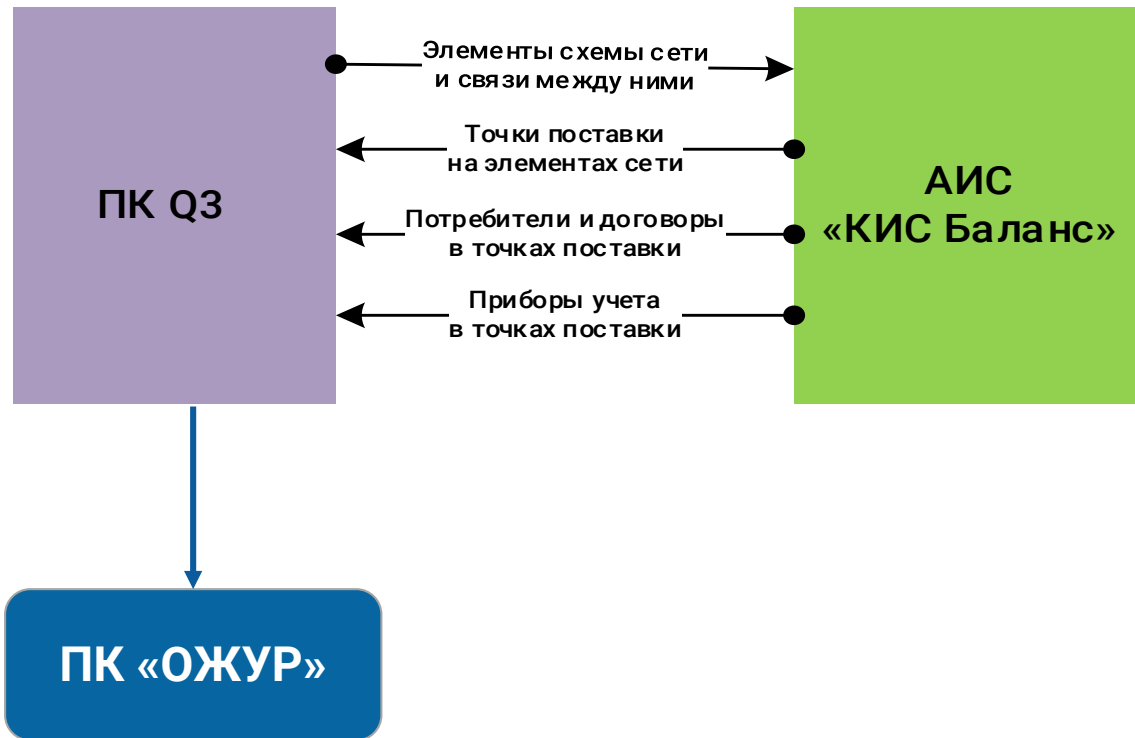 Элементы схемы сети
и связи между ними
Точки поставки
на элементах сети
ПК Q3
АИС
«КИС Баланс»
Потребители и договоры
в точках поставки
Приборы учета
в точках поставки
ПК «ОЖУР»